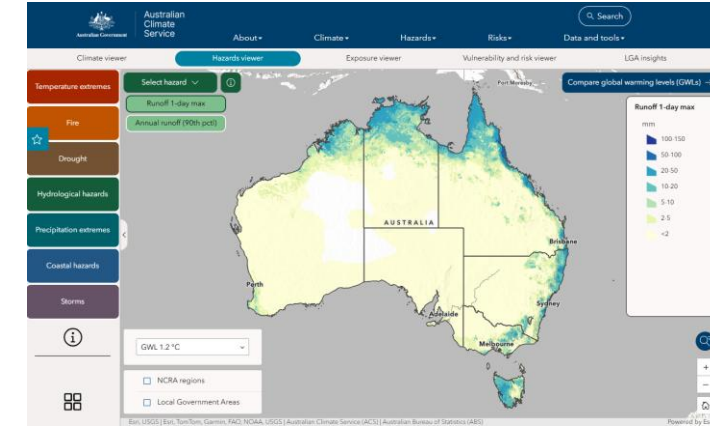 Australian Government
Australian
Climate
Service
Search
About
Climate
Hazards
Risks
Data and tools
Climate viewer
Hazards viewer
Exposure viewer
Vulnerability and risk viewer
LGA insights
Temperature extremes
Fire
Drought
Hydrological hazards
Precipitation extremes
Coastal hazards
Storms
Select hazard
Runoff 1-day max
Annual runoff (90th pctl)
Port Moresby
Compare global warming levels (GWLs)
Runoff 1-day max
mm
100-150
50-100
20-50
10-20
5-10
2-5
<2
AUSTRALIA
Brisbane
Perth
Sydney
Adelaide
Melbourne
GWL 1.2 °C
NCRA regions
Local Government Areas
Esri, USGS | Esri, TomTom, Garmin, FAO, NOAA, USGS | Australian Climate Service (ACS) | Australian Bureau of Statistics (ABS)
Powered by Es